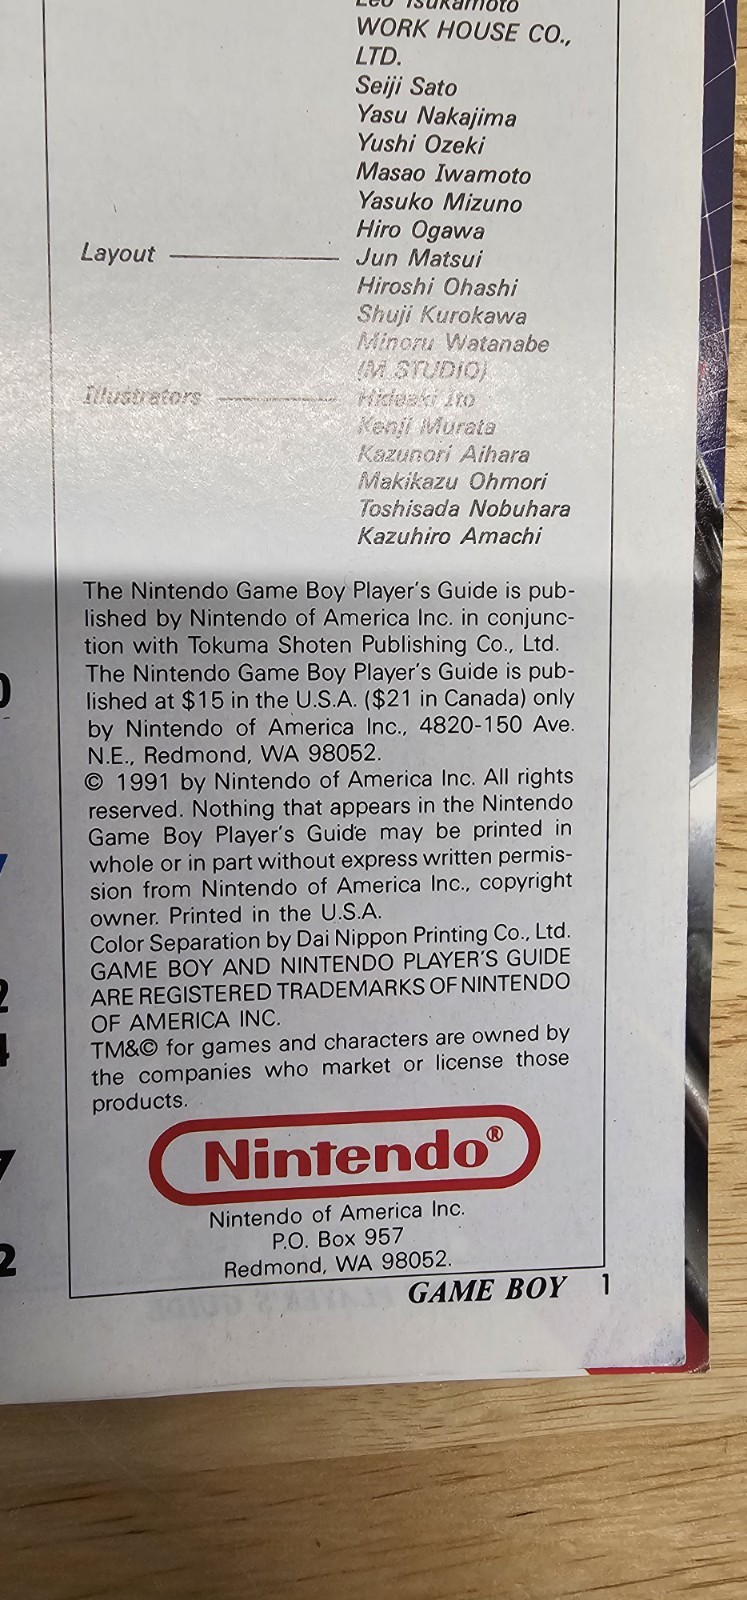 Leo Tsukamoto
WORK HOUSE CO.,
LTD.
Seiji Sato
Yasu Nakajima
Yushi Ozeki
Masao Iwamoto
Yasuko Mizuno
Hiro Ogawa
Layout Jun Matsui
Hiroshi Ohashi
Shuji Kurokawa
Minoru Watanabe
(M STUDIO)
Illustrators Hideaki Ito
Kenji Murata
Kazunori Aihara
Makikazu Ohmori
Toshisada Nobuhara
Kazuhiro Amachi
The Nintendo Game Boy Player's Guide is pub-
lished by Nintendo of America Inc. in conjunc-
tion with Tokuma Shoten Publishing Co., Ltd.
The Nintendo Game Boy Player's Guide is pub-
lished at $15 in the U.S.A. ($21 in Canada) only
by Nintendo of America Inc., 4820-150 Ave.
N.E., Redmond, WA 98052.
© 1991 by Nintendo of America Inc. All rights
reserved. Nothing that appears in the Nintendo
Game Boy Player's Guide may be printed in
whole or in part without express written permis-
sion from Nintendo of America Inc., copyright
owner. Printed in the U.S.A.
Color Separation by Dai Nippon Printing Co., Ltd.
GAME BOY AND NINTENDO PLAYER'S GUIDE
ARE REGISTERED TRADEMARKS OF NINTENDO
OF AMERICA INC.
TM&© for games and characters are owned by
the companies who market or license those
products.
Nintendo®
Nintendo of America Inc.
P.O. Box 957
Redmond, WA 98052.
GAME BOY 1